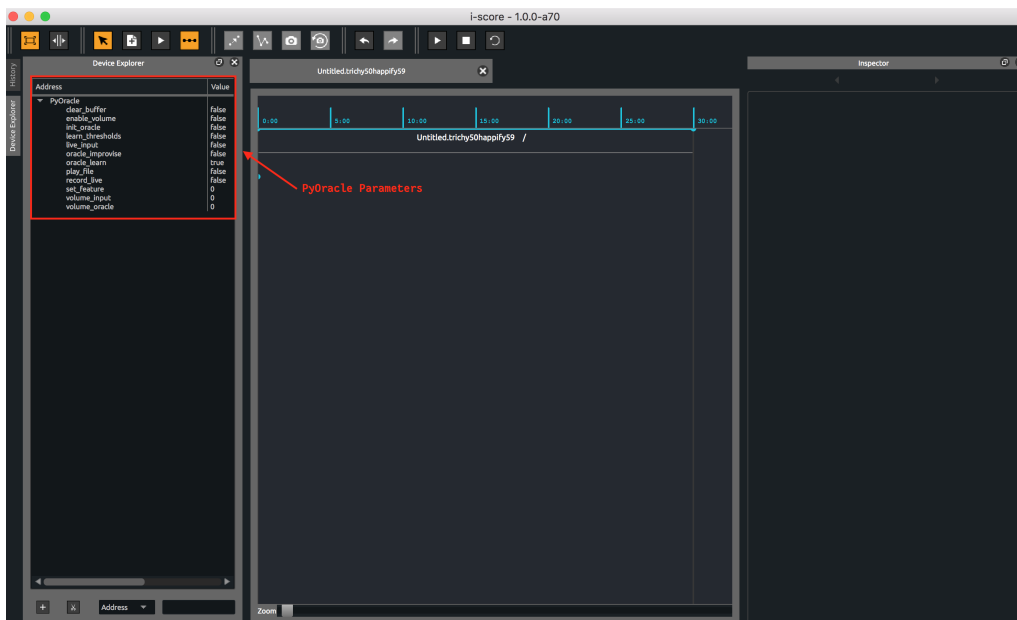 i-score - 1.0.0-a70
History
Device Explorer
Device Explorer
Address Value
PyOracle
clear_buffer false
enable_volume false
init_oracle false
learn_thresholds false
live_input false
oracle_improvise false
oracle_learn true
play_file false
record_live false
set_feature 0
volume_input 0
volume_oracle 0
Address
Untitled.trichy50happify59
0:00 5:00 10:00 15:00 20:00 25:00 30:00
Untitled.trichy50happify59 /
PyOracle Parameters
Zoom
Inspector